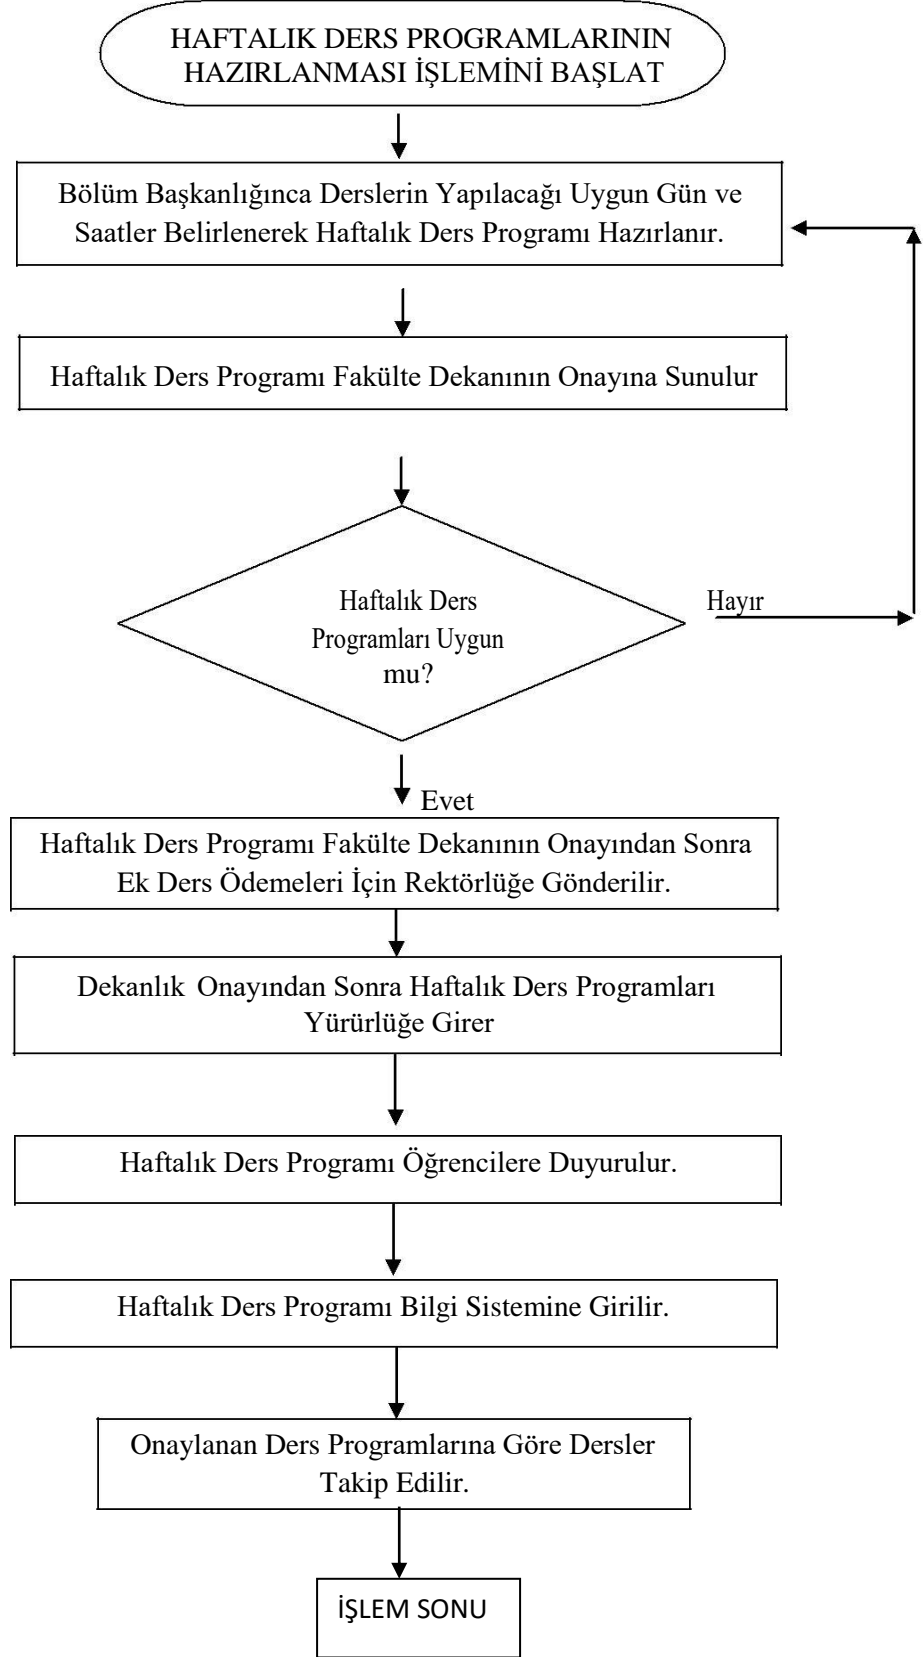 HAFTALIK DERS PROGRAMLARININ
HAZIRLANMASI İŞLEMİNİ BAŞLAT
Bölüm Başkanlığınca Derslerin Yapılacağı Uygun Gün ve
Saatler Belirlenerek Haftalık Ders Programı Hazırlanır.
Haftalık Ders Programı Fakülte Dekanının Onayına Sunulur
Haftalık Ders
Programları Uygun
mu?
Hayır
Evet
Haftalık Ders Programı Fakülte Dekanının Onayından Sonra
Ek Ders Ödemeleri İçin Rektörlüğe Gönderilir.
Dekanlık Onayından Sonra Haftalık Ders Programları
Yürürlüğe Girer
Haftalık Ders Programı Öğrencilere Duyurulur.
Haftalık Ders Programı Bilgi Sistemine Girilir.
Onaylanan Ders Programlarına Göre Dersler
Takip Edilir.
İŞLEM SONU